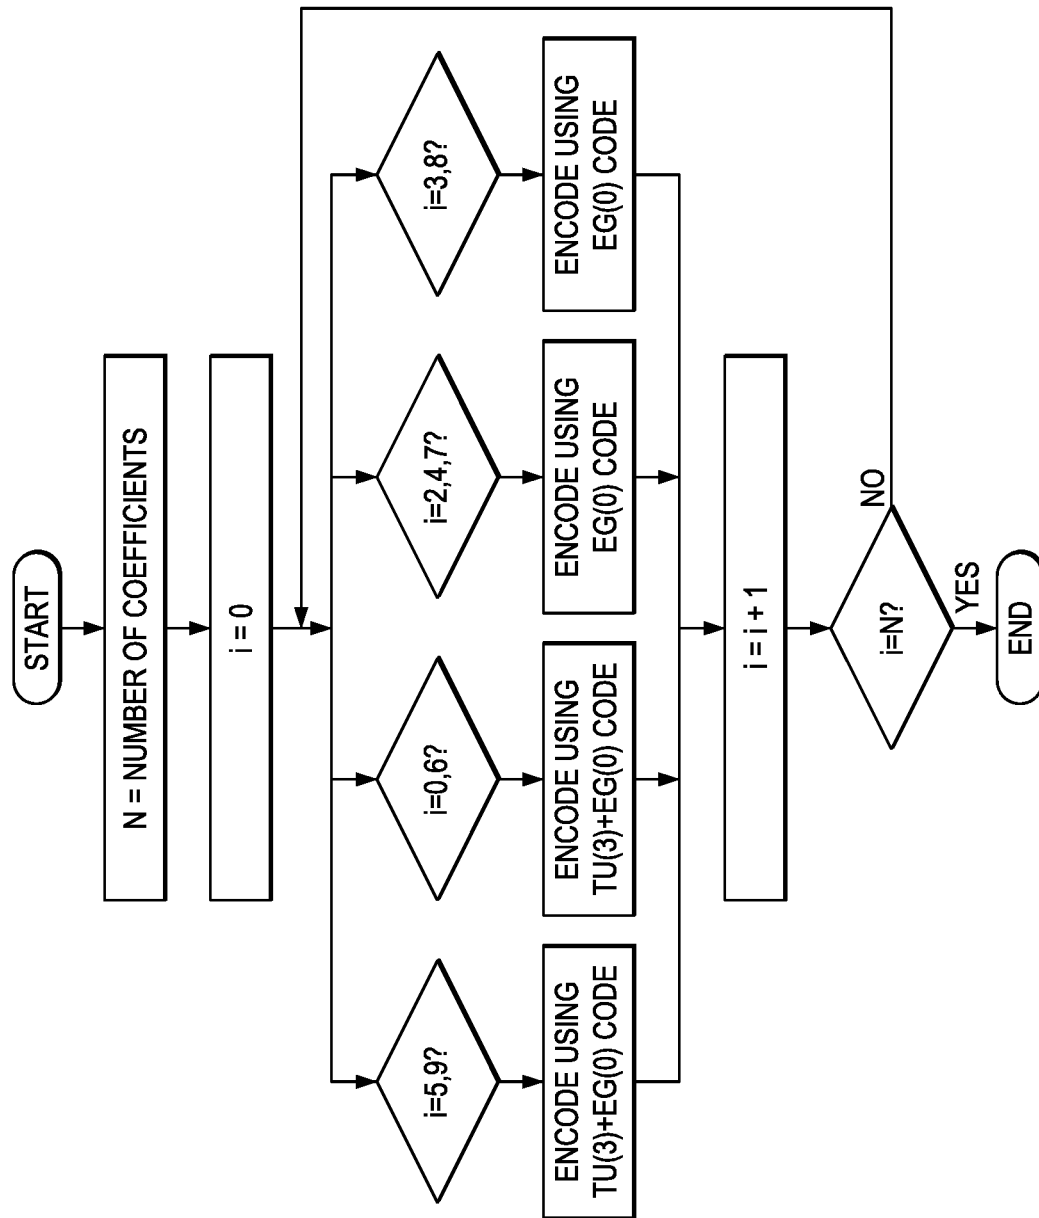 START
N = NUMBER OF COEFFICIENTS
i = 0
i=5,9?
i=0,6?
i=2,4,7?
i=3,8?
ENCODE USING
TU(3)+EG(0) CODE
ENCODE USING
TU(3)+EG(0) CODE
ENCODE USING
EG(0) CODE
ENCODE USING
EG(0) CODE
i = i + 1
i=N?
NO
YES
END